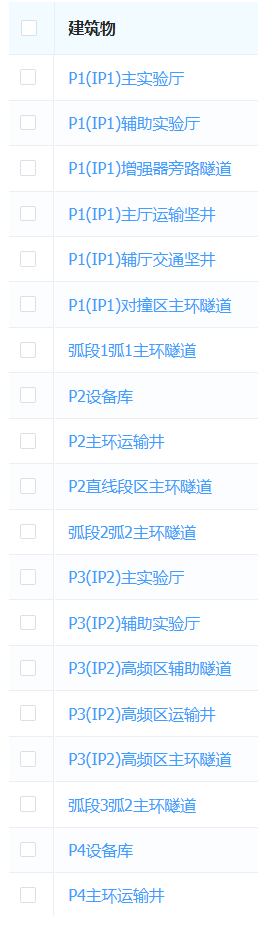 建筑物
P1(IP1)主实验厅
P1(IP1)辅助实验厅
P1(IP1)增强器旁路隧道
P1(IP1)主厅运输坚井
P1(IP1)辅厅交通坚井
P1(IP1)对撞区主环隧道
弧段1弧1主环隧道
P2设备库
P2主环运输井
P2直线段区主环隧道
弧段2弧2主环隧道
P3(IP2)主实验厅
P3(IP2)辅助实验厅
P3(IP2)高频区辅助隧道
P3(IP2)高频区运输井
P3(IP2)高频区主环隧道
弧段3弧2主环隧道
P4设备库
P4主环运输井